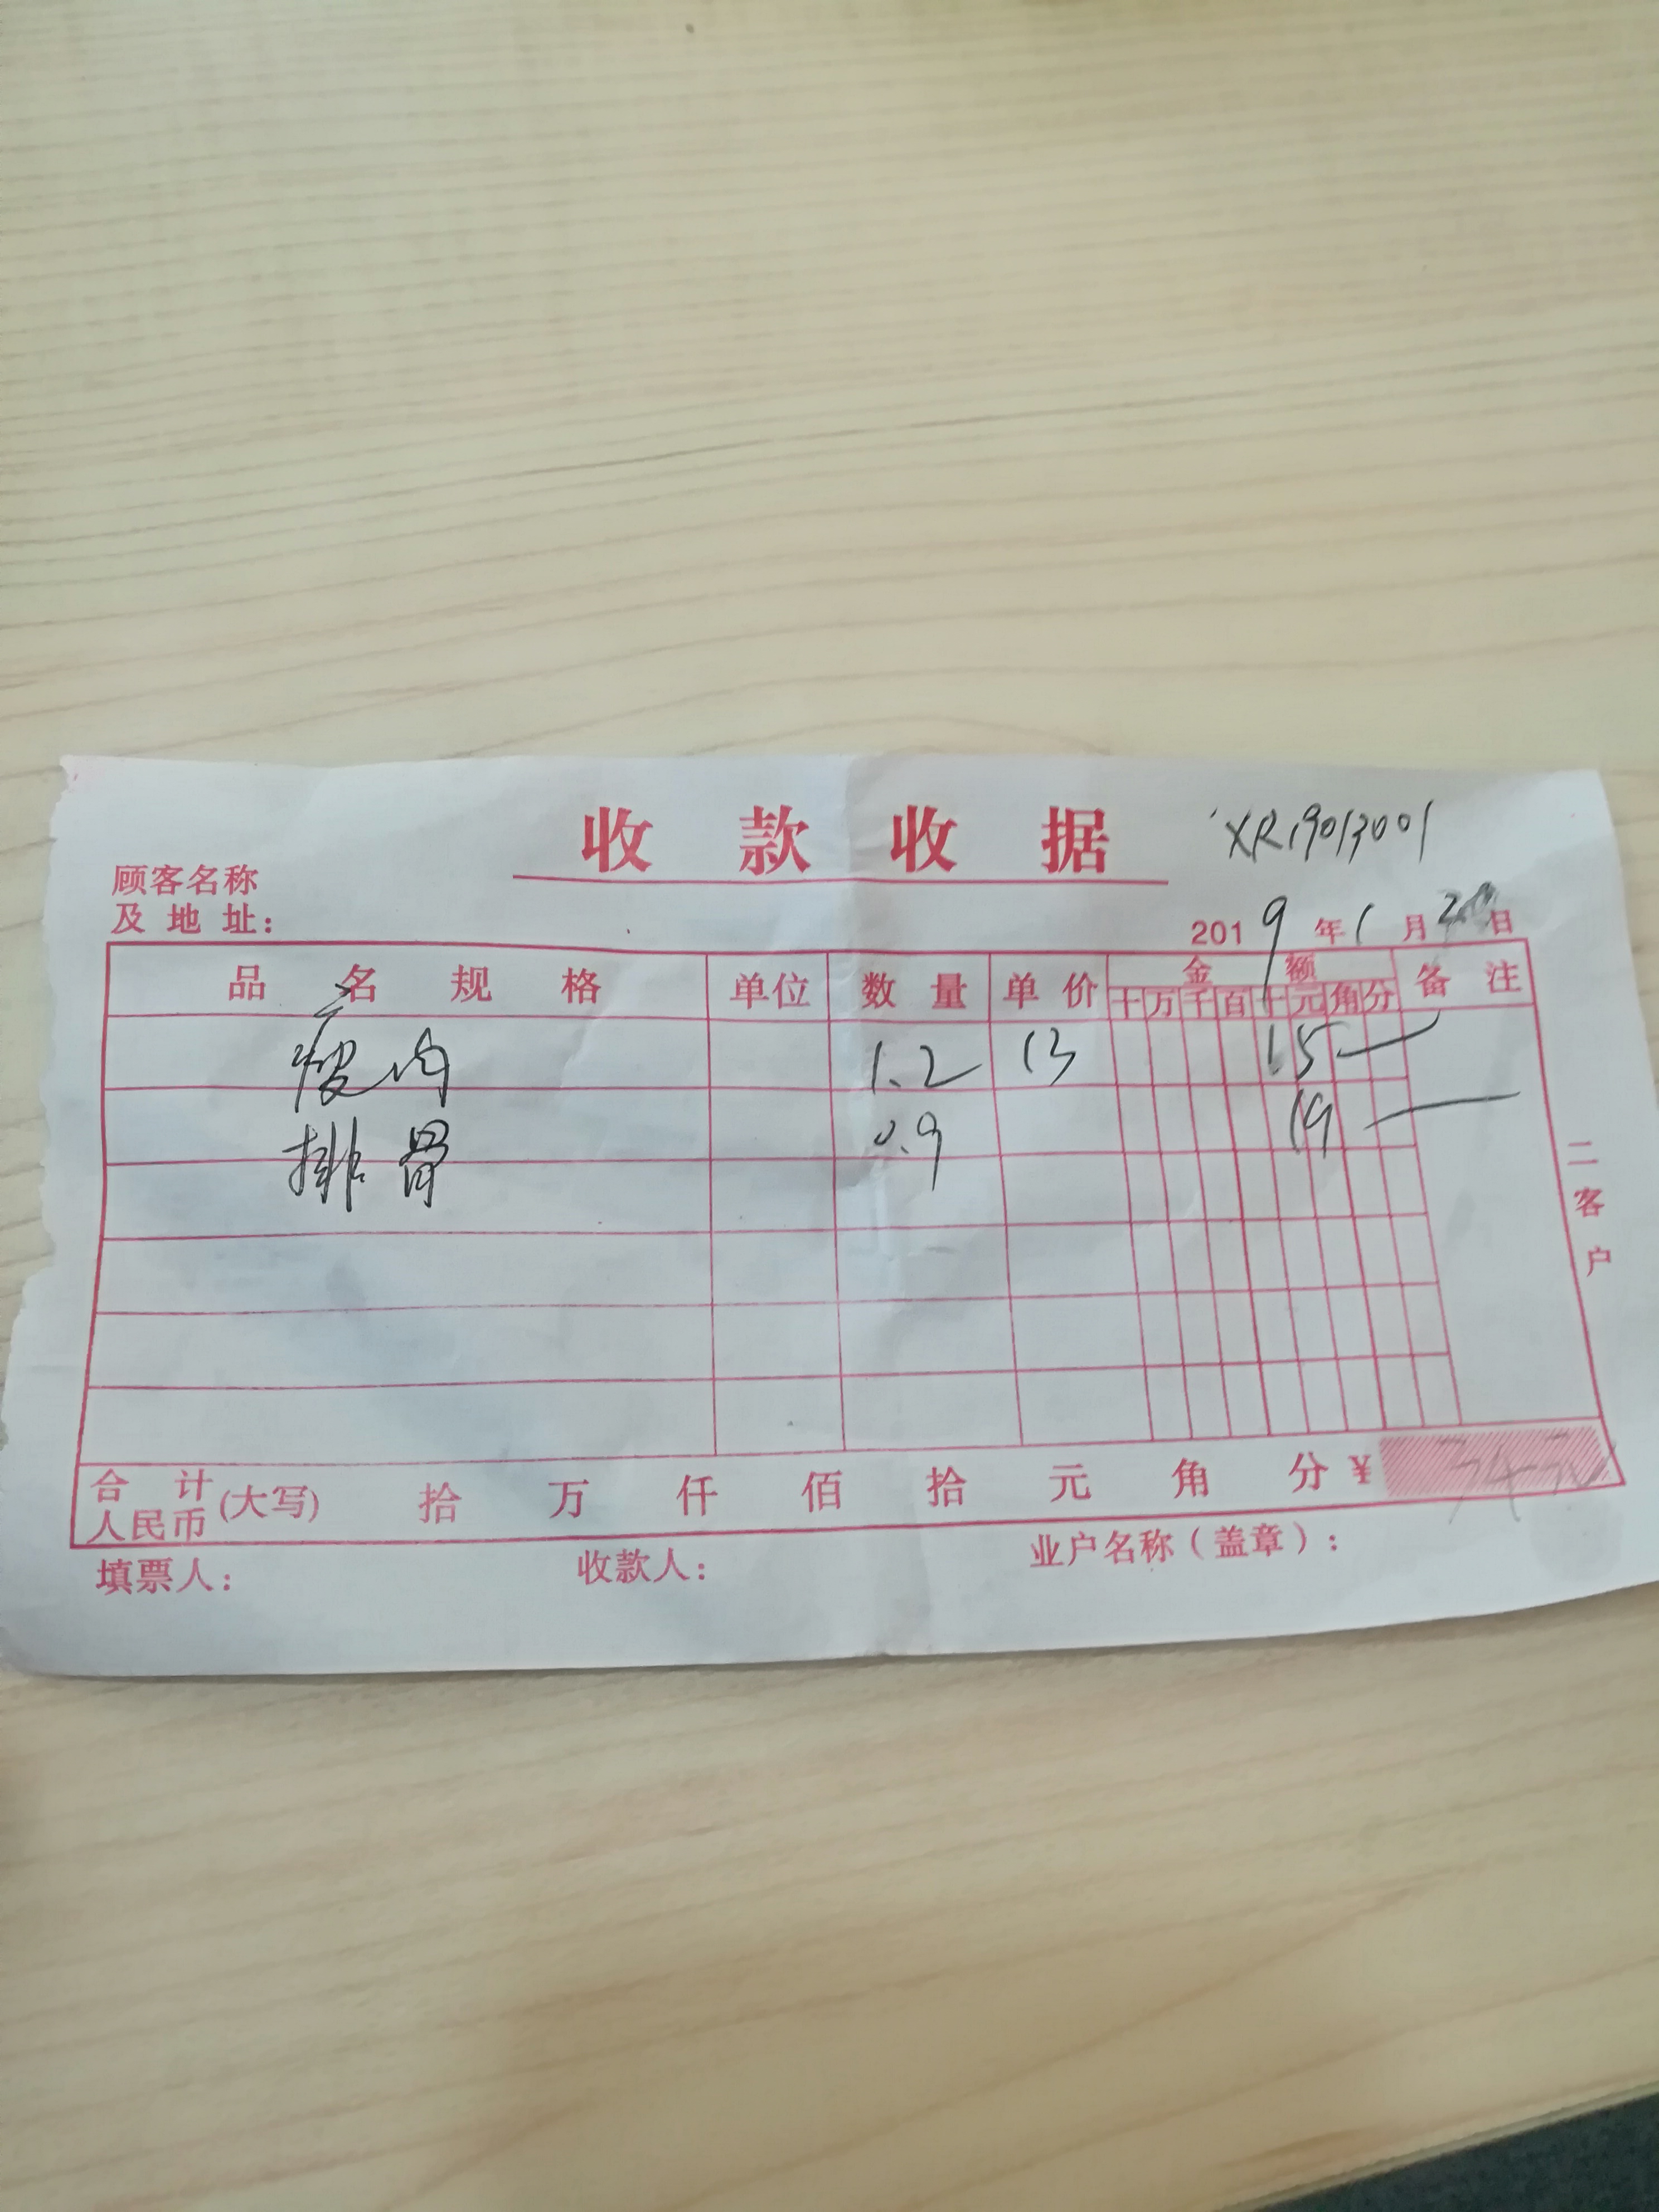 收款收据
XR19013001
顾客名称
及地址:
2019年1月 日
品名规格 单位 数量 单价 金额 备注
十万千百十元角分
瘦肉 1.2 13 15
排骨 0.9 19
二客户
合计
人民币(大写) 拾 万 仟 佰 拾 元 角 分 ¥ 34元
填票人: 收款人: 业户名称(盖章):